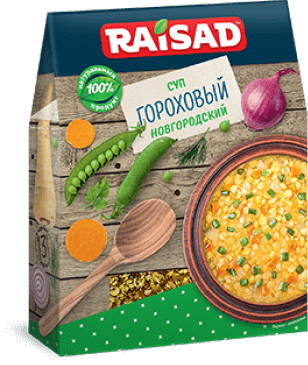 RAiSAD
НАТУРАЛЬНЫЙ
100%
ПРОДУКТ
СУП
ГОРОХОВЫЙ
НОВГОРОДСКИЙ